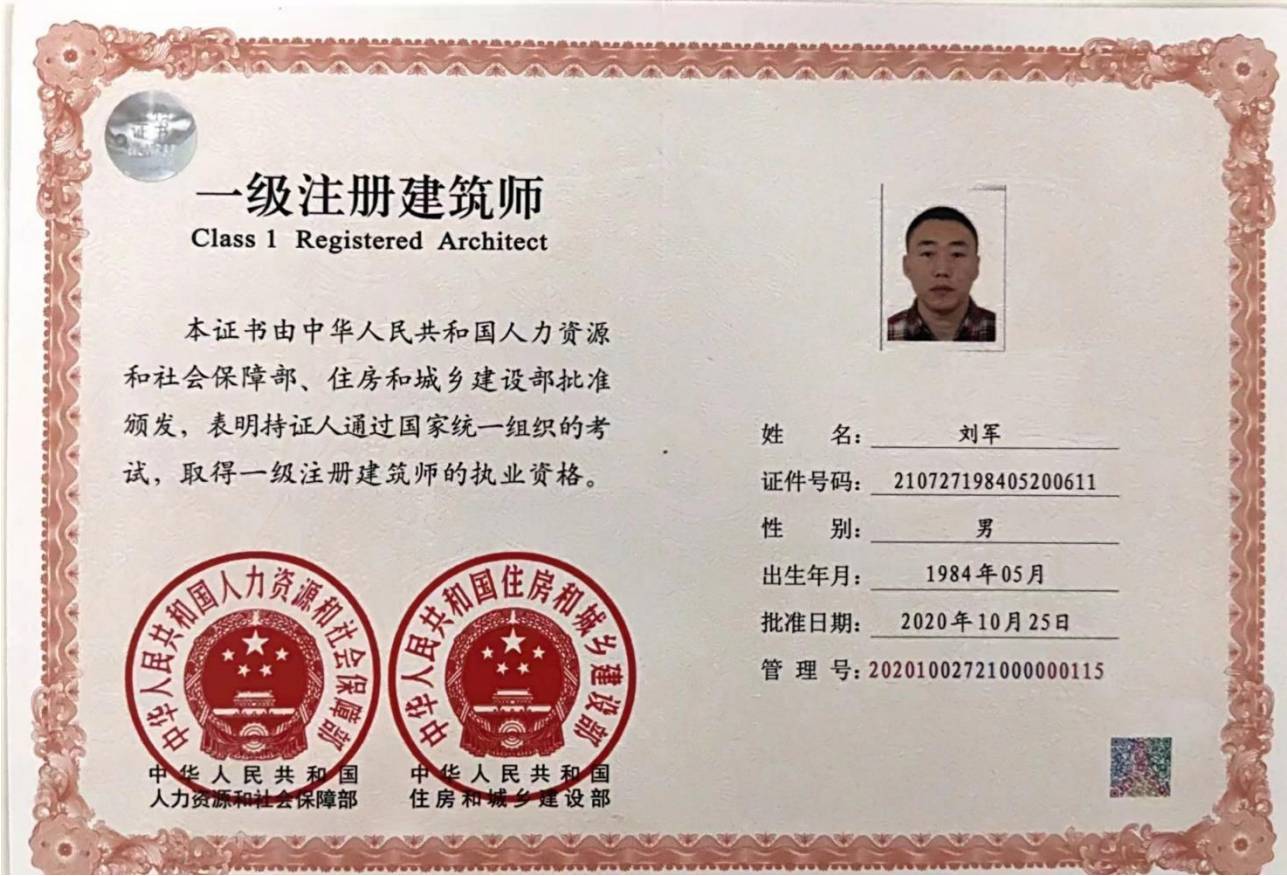 一级注册建筑师
Class 1 Registered Architect
本证书由中华人民共和国人力资源
和社会保障部、住房和城乡建设部批准
颁发，表明持证人通过国家统一组织的考
试，取得一级注册建筑师的执业资格。
中华人民共和国人力资源和社会保障部
中华人民共和国住房和城乡建设部
中华人民共和国
人力资源和社会保障部
中华人民共和国
住房和城乡建设部
姓 名：刘军
证件号码：210727198405200611
性 别：男
出生年月：1984年05月
批准日期：2020年10月25日
管 理 号：20201002721000000115